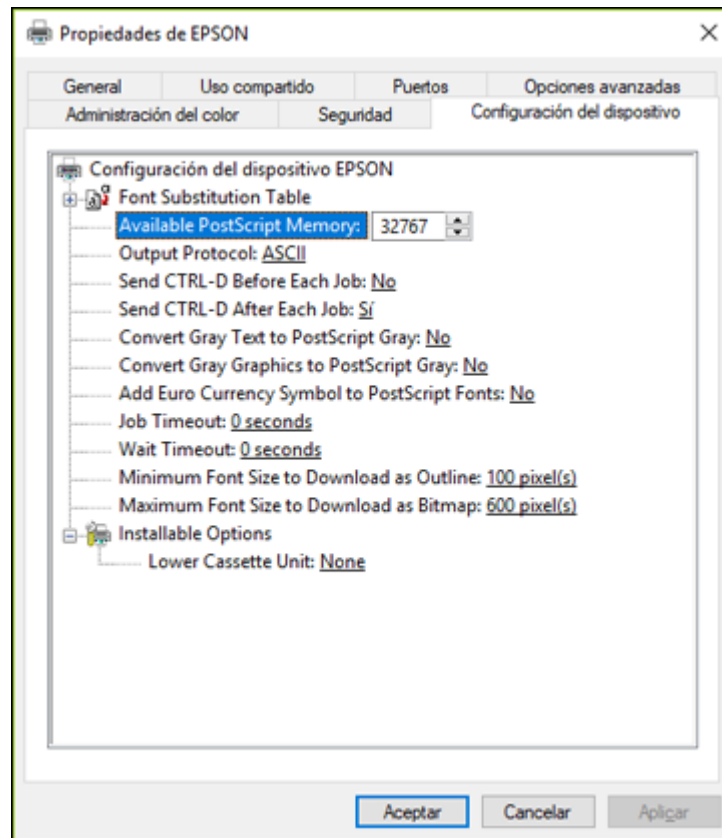 Propiedades de EPSON
General Uso compartido Puertos Opciones avanzadas
Administración del color Seguridad Configuración del dispositivo
Configuración del dispositivo EPSON
Font Substitution Table
Available PostScript Memory: 32767
Output Protocol: ASCII
Send CTRL-D Before Each Job: No
Send CTRL-D After Each Job: Sí
Convert Gray Text to PostScript Gray: No
Convert Gray Graphics to PostScript Gray: No
Add Euro Currency Symbol to PostScript Fonts: No
Job Timeout: 0 seconds
Wait Timeout: 0 seconds
Minimum Font Size to Download as Outline: 100 pixel(s)
Maximum Font Size to Download as Bitmap: 600 pixel(s)
Installable Options
Lower Cassette Unit: None
Aceptar Cancelar Aplicar